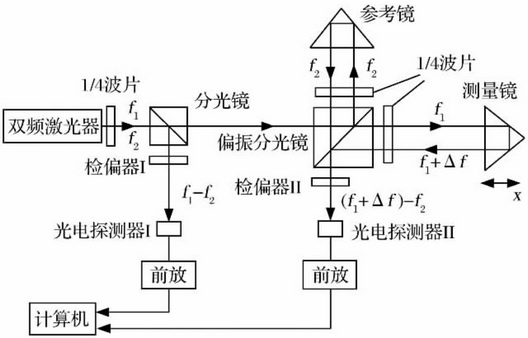 参考镜
f₂
f₂
1/4波片
1/4波片
分光镜
测量镜
双频激光器
f₁
f₂
偏振分光镜
f₁
f₁+Δf
检偏器I
检偏器II
x
f₁-f₂
(f₁+Δf)-f₂
光电探测器I
光电探测器II
前放
前放
计算机